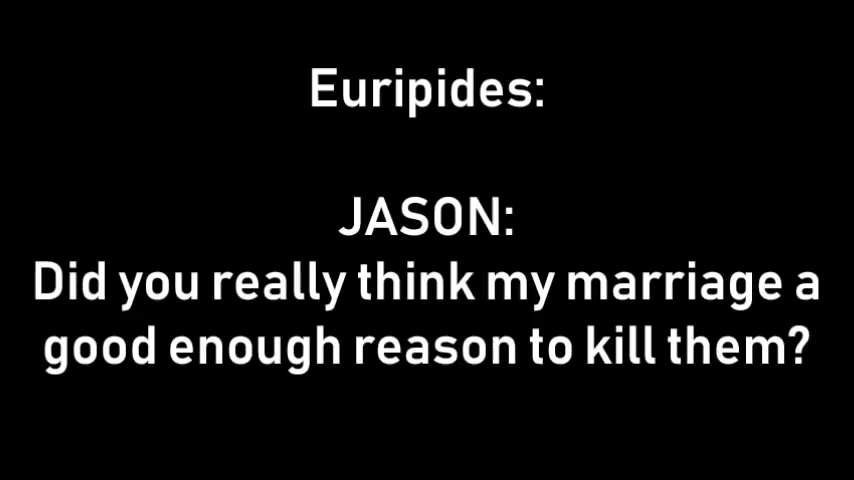 Euripides:
JASON:
Did you really think my marriage a
good enough reason to kill them?